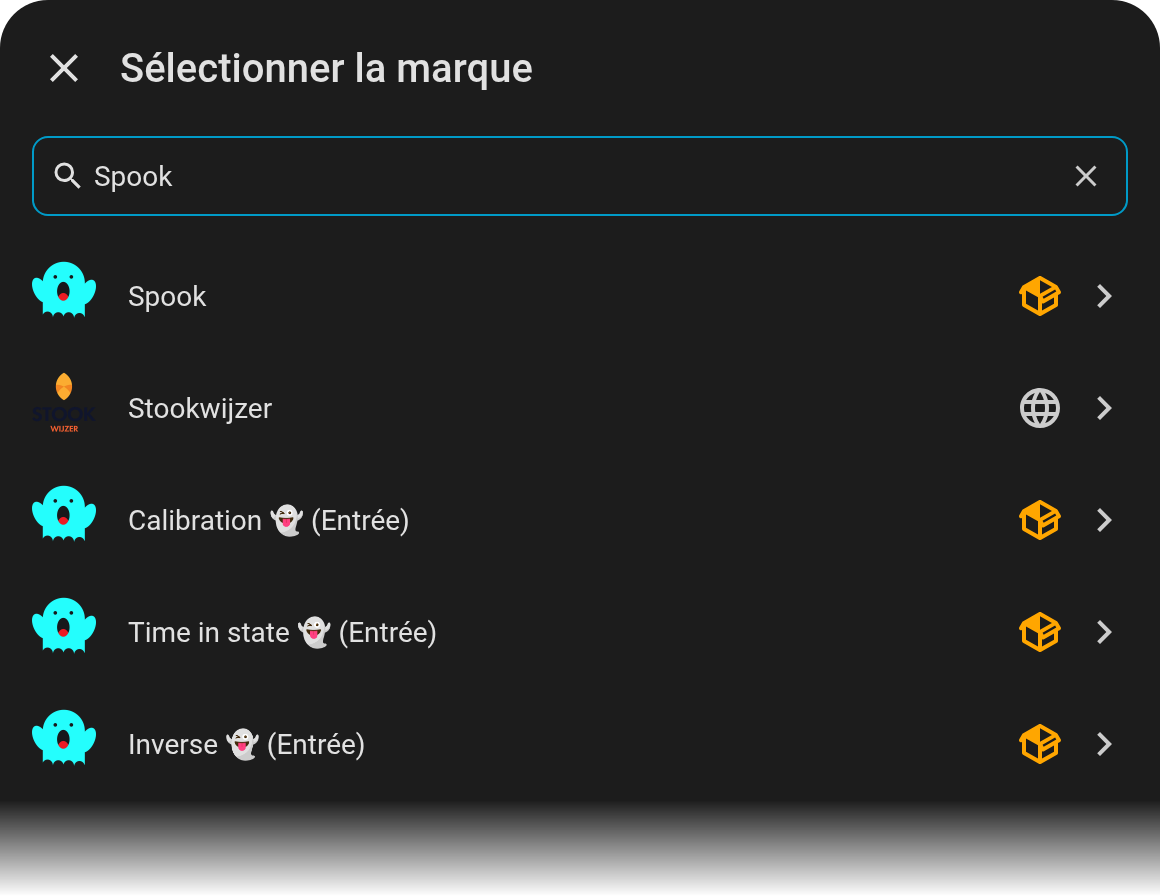 Sélectionner la marque
Spook
Spook
STOOK
WIJZER
Stookwijzer
Calibration 👻 (Entrée)
Time in state 👻 (Entrée)
Inverse 👻 (Entrée)